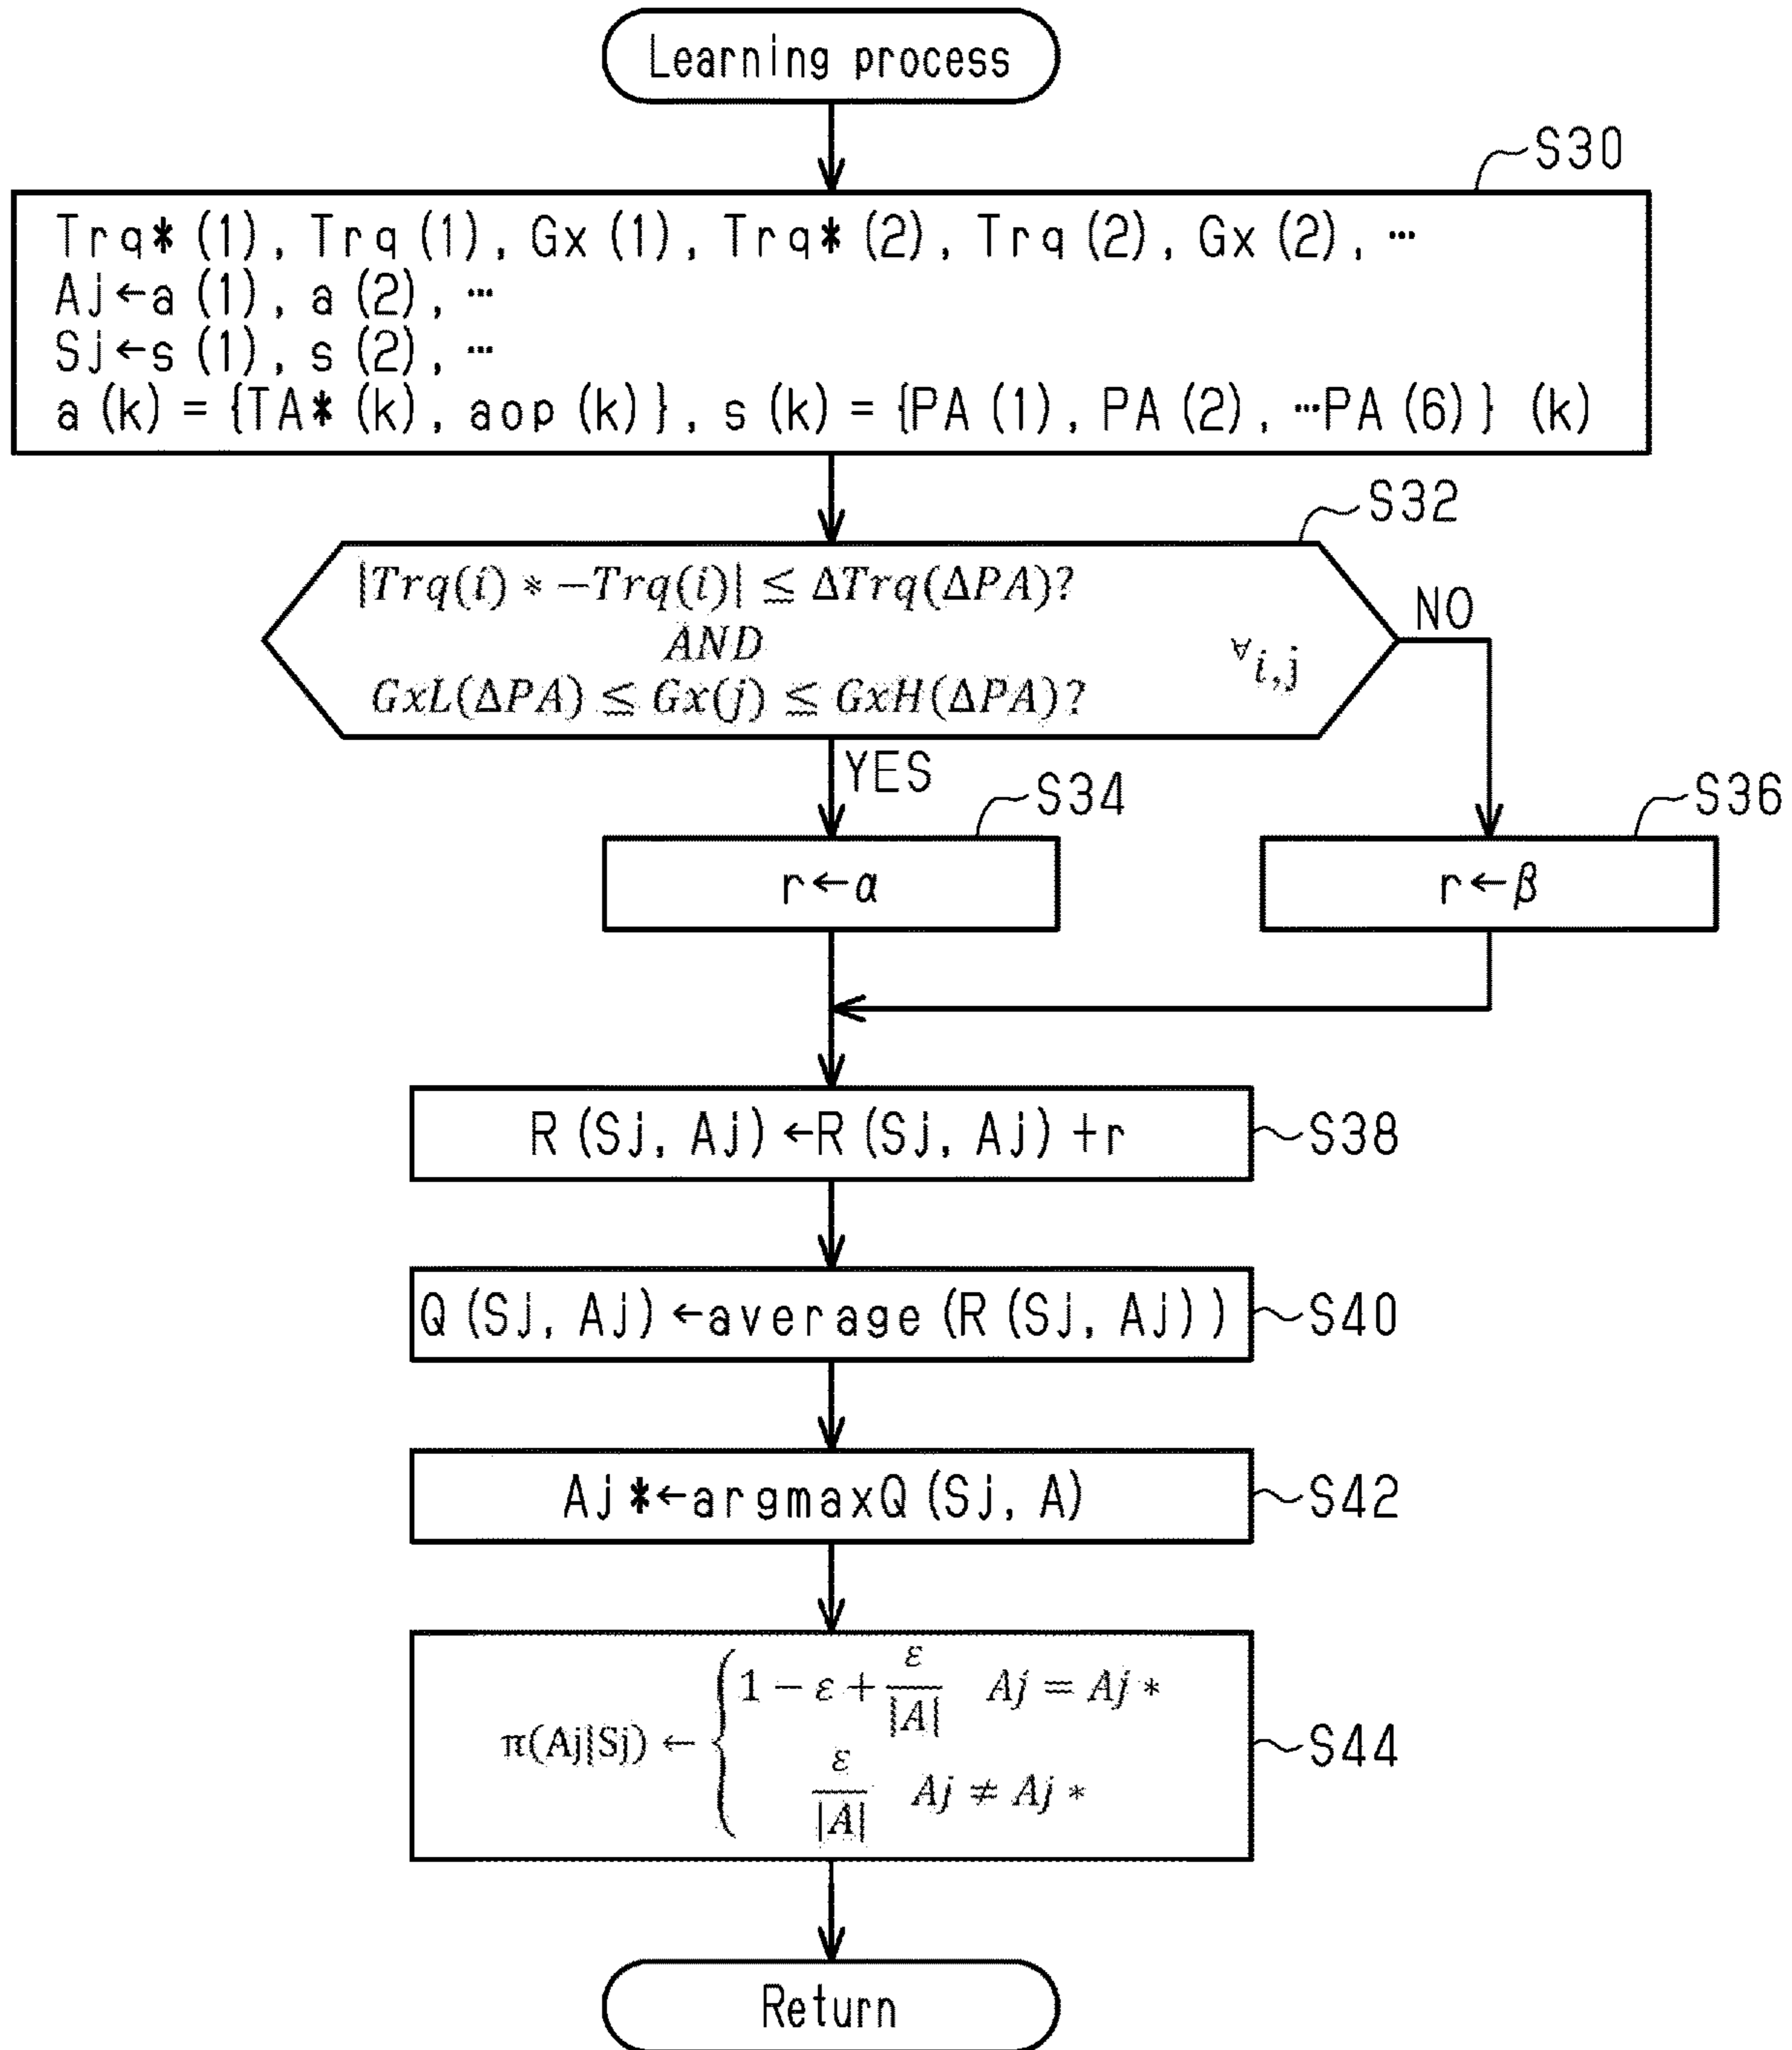 Learning process
S30
Trq*(1), Trq(1), Gx(1), Trq*(2), Trq(2), Gx(2), …
Aj←a(1), a(2), …
Sj←s(1), s(2), …
a(k)={TA*(k), aop(k)}, s(k)={PA(1), PA(2), …PA(6)}(k)
S32
|Trq(i)*−Trq(i)| ≦ ΔTrq(ΔPA)?
AND
∀i,j
GxL(ΔPA) ≦ Gx(j) ≦ GxH(ΔPA)?
NO
YES
S34
S36
r←α
r←β
R(Sj, Aj)←R(Sj, Aj)+r
S38
Q(Sj, Aj)←average(R(Sj, Aj))
S40
Aj*←argmaxQ(Sj, A)
S42
π(Aj|Sj) ← { 1 − ε + ε/|A| Aj = Aj*
ε/|A| Aj ≠ Aj*
S44
Return